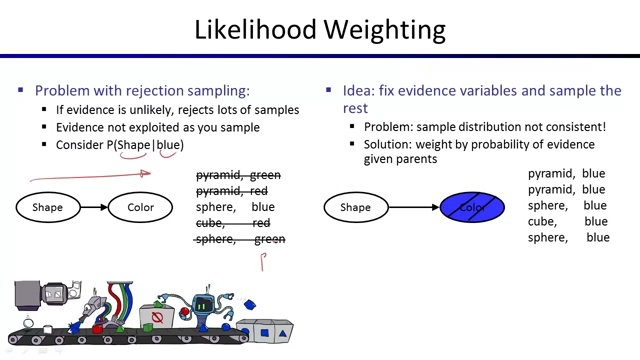 Likelihood Weighting
Problem with rejection sampling:
If evidence is unlikely, rejects lots of samples
Evidence not exploited as you sample
Consider P(Shape|blue)
pyramid, green
pyramid, red
sphere, blue
cube, red
sphere, green
Shape
Color
Idea: fix evidence variables and sample the
rest
Problem: sample distribution not consistent!
Solution: weight by probability of evidence
given parents
pyramid, blue
pyramid, blue
sphere, blue
cube, blue
sphere, blue
Shape
Color